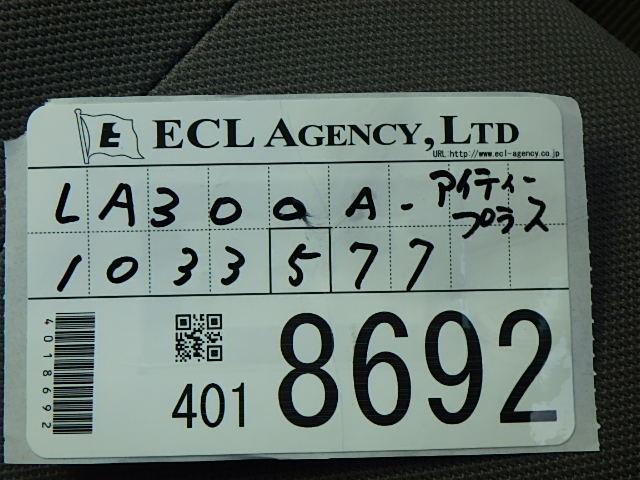 E ECL AGENCY, LTD
URL:http://www.ecl-agency.co.jp
LA300A- アイティー
プラス
1033577
4018692
401 8692